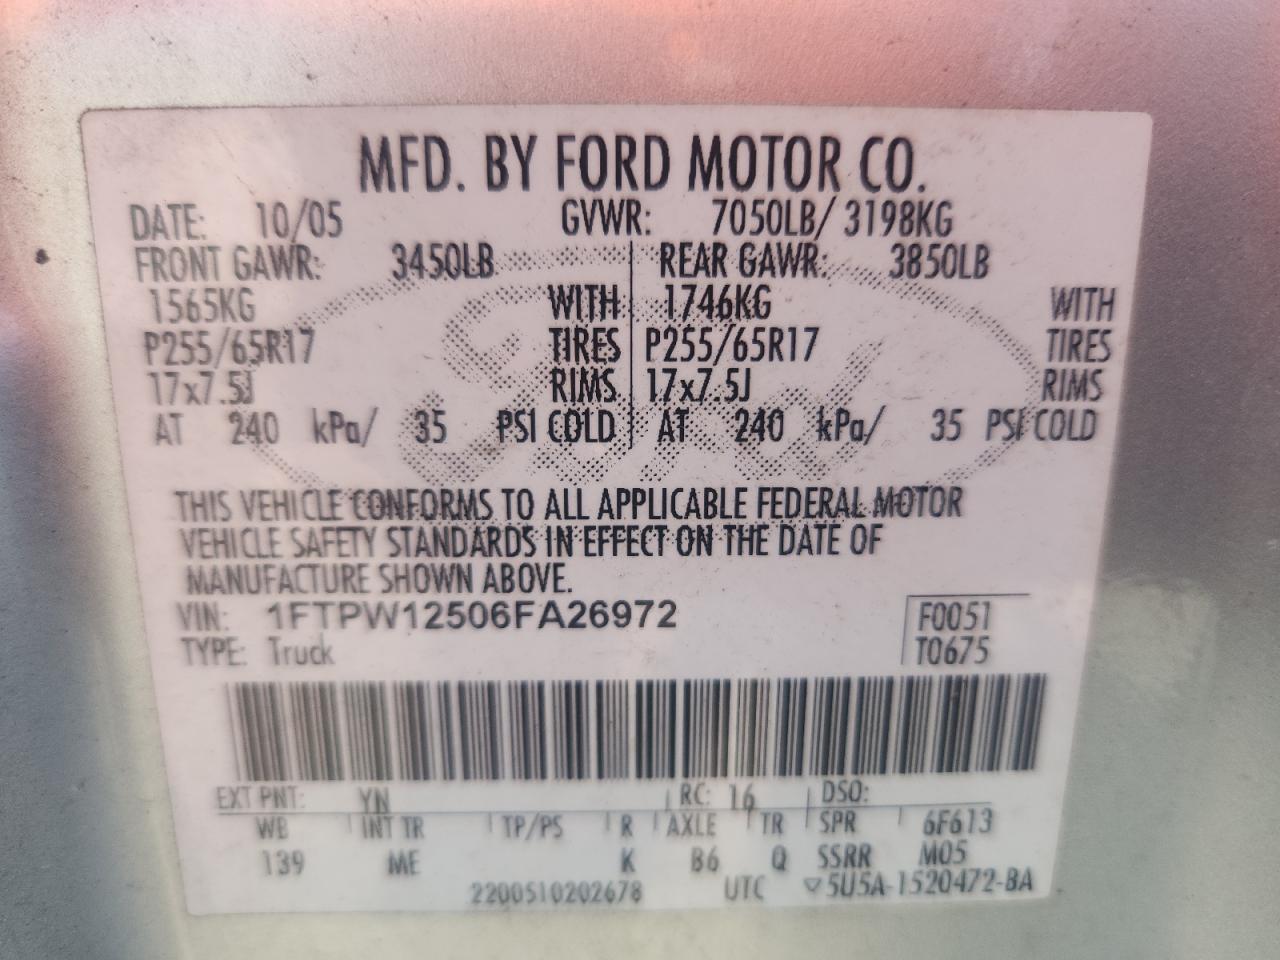 MFD. BY FORD MOTOR CO.
DATE: 10/05 GVWR: 7050LB/ 3198KG
FRONT GAWR: 3450LB REAR GAWR: 3850LB
1565KG WITH 1746KG WITH
P255/65R17 TIRES P255/65R17 TIRES
17x7.5J RIMS 17x7.5J RIMS
AT 240 kPa/ 35 PSI COLD AT 240 kPa/ 35 PSI COLD
THIS VEHICLE CONFORMS TO ALL APPLICABLE FEDERAL MOTOR
VEHICLE SAFETY STANDARDS IN EFFECT ON THE DATE OF
MANUFACTURE SHOWN ABOVE.
VIN: 1FTPW12506FA26972 F0051
TYPE: Truck T0675
EXT PNT: YN RC: 16 DSO:
WB INT TR TP/PS R AXLE TR SPR 6F613
139 ME K B6 Q SSRR M05
2200510202678 UTC ▽5U5A-1520472-BA